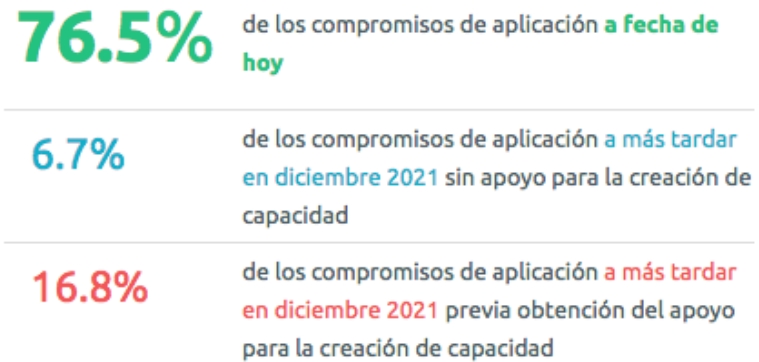 76.5%
de los compromisos de aplicación a fecha de
hoy
6.7%
de los compromisos de aplicación a más tardar
en diciembre 2021 sin apoyo para la creación de
capacidad
16.8%
de los compromisos de aplicación a más tardar
en diciembre 2021 previa obtención del apoyo
para la creación de capacidad